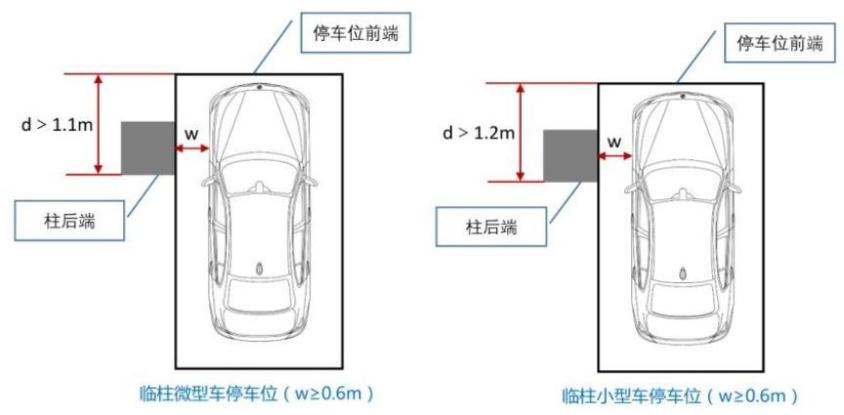 停车位前端
d > 1.1m
w
柱后端
临柱微型车停车位（w≥0.6m）
停车位前端
d > 1.2m
w
柱后端
临柱小型车停车位（w≥0.6m）